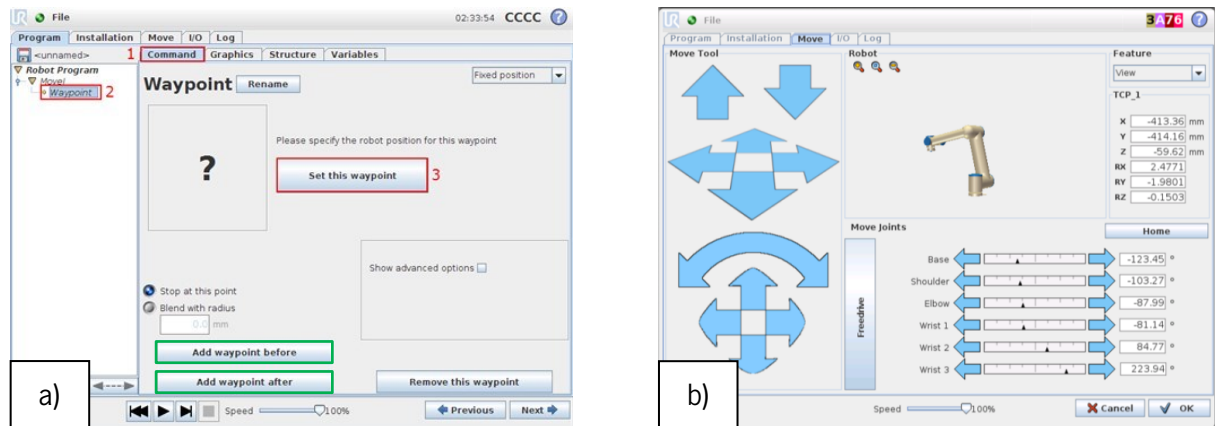 UR File 02:33:54 CCCC ?
Program Installation Move I/O Log
<unnamed> 1 Command Graphics Structure Variables
Robot Program
MoveJ
Waypoint 2
Waypoint Rename Fixed position
?
Please specify the robot position for this waypoint
Set this waypoint 3
Show advanced options
Stop at this point
Blend with radius
0.0 mm
Add waypoint before
Add waypoint after Remove this waypoint
Speed 100% Previous Next
a)
UR File 3A76 ?
Program Installation Move I/O Log
Move Tool Robot Feature
View
TCP_1
X -413.36 mm
Y -414.16 mm
Z -59.62 mm
RX 2.4771
RY -1.9801
RZ -0.1503
Move Joints Home
Freedrive
Base -123.45 °
Shoulder -103.27 °
Elbow -87.99 °
Wrist 1 -81.14 °
Wrist 2 84.77 °
Wrist 3 223.94 °
Speed 100% Cancel OK
b)